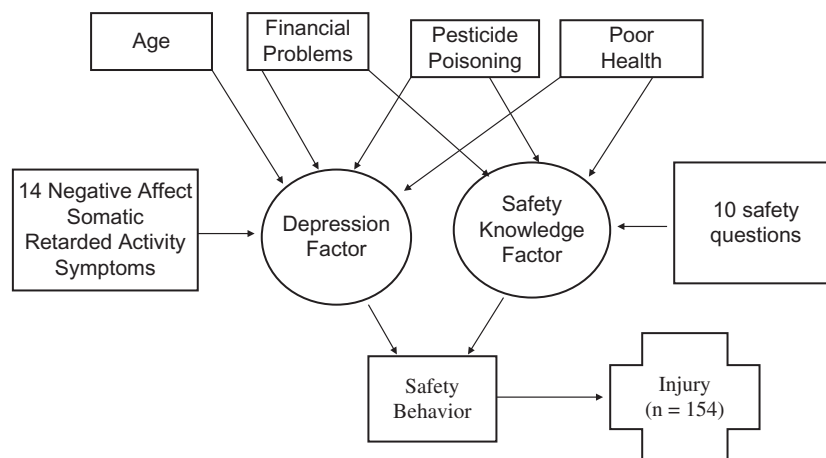 Age
Financial
Problems
Pesticide
Poisoning
Poor
Health
14 Negative Affect
Somatic
Retarded Activity
Symptoms
Depression
Factor
Safety
Knowledge
Factor
10 safety
questions
Safety
Behavior
Injury
(n = 154)